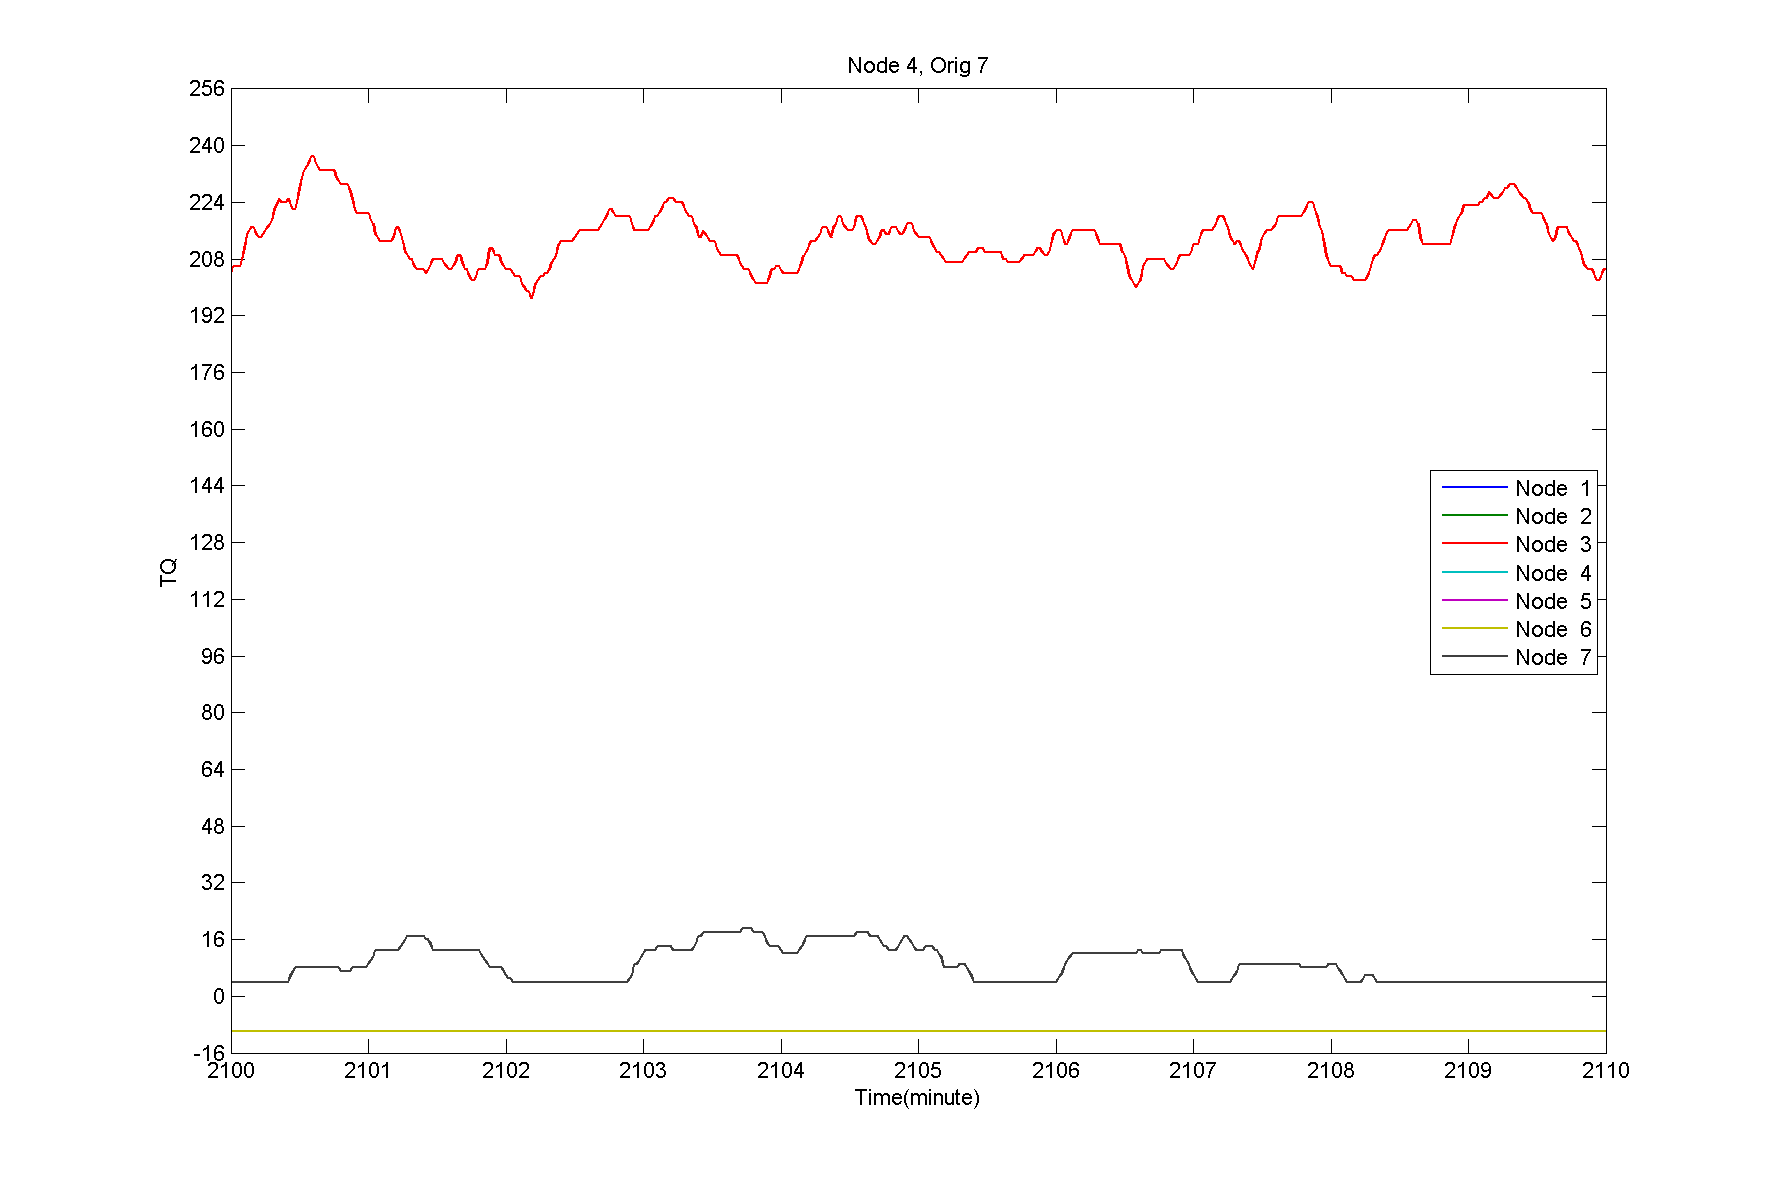 Node 4, Orig 7
256
240
224
208
192
176
160
144
128
112
96
80
64
48
32
16
0
-16
TQ
Node 1
Node 2
Node 3
Node 4
Node 5
Node 6
Node 7
2100 2101 2102 2103 2104 2105 2106 2107 2108 2109 2110
Time(minute)